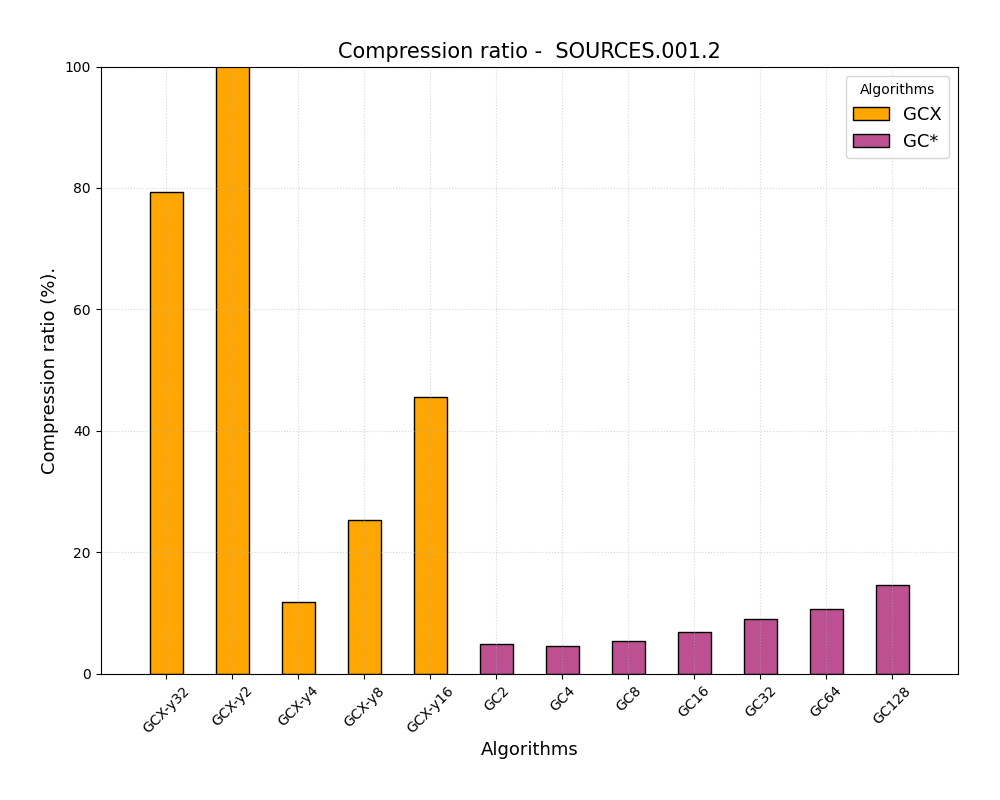 Compression ratio -  SOURCES.001.2
Algorithms
GCX
GC*
Compression ratio (%).
100
80
60
40
20
0
GCX-y32
GCX-y2
GCX-y4
GCX-y8
GCX-y16
GC2
GC4
GC8
GC16
GC32
GC64
GC128
Algorithms